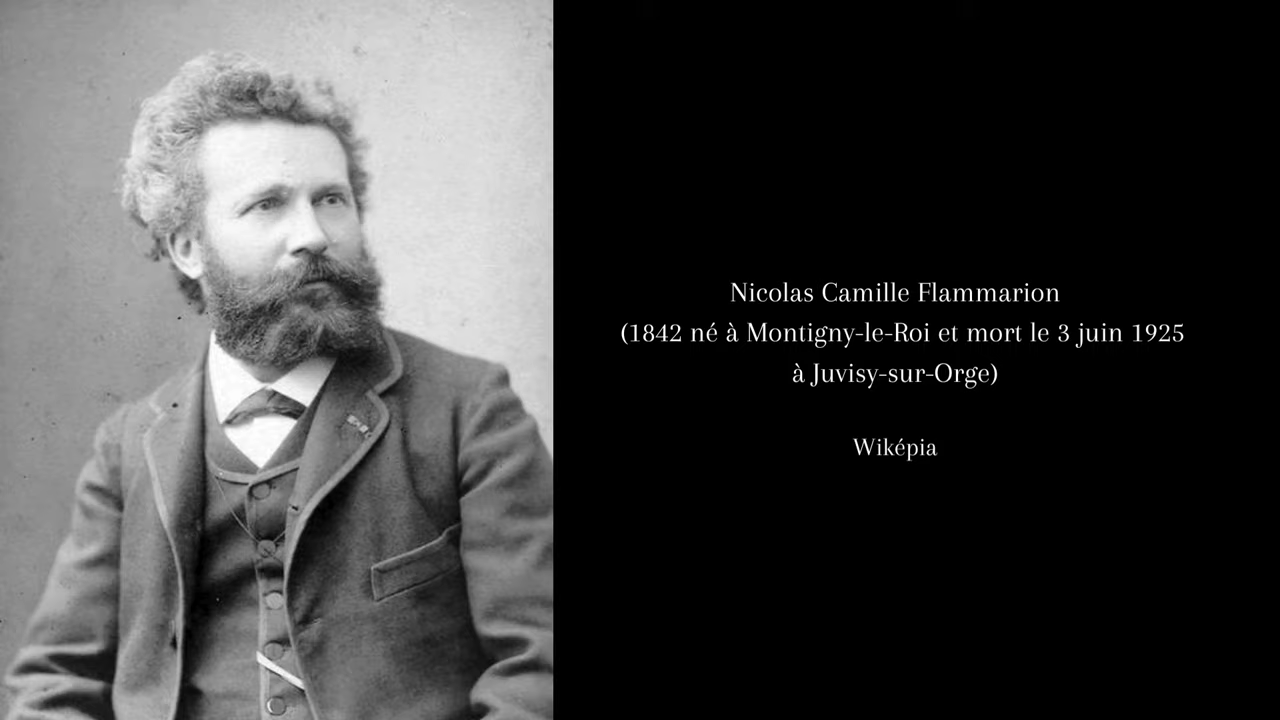 Nicolas Camille Flammarion
(1842 né à Montigny-le-Roi et mort le 3 juin 1925
à Juvisy-sur-Orge)
Wiképia